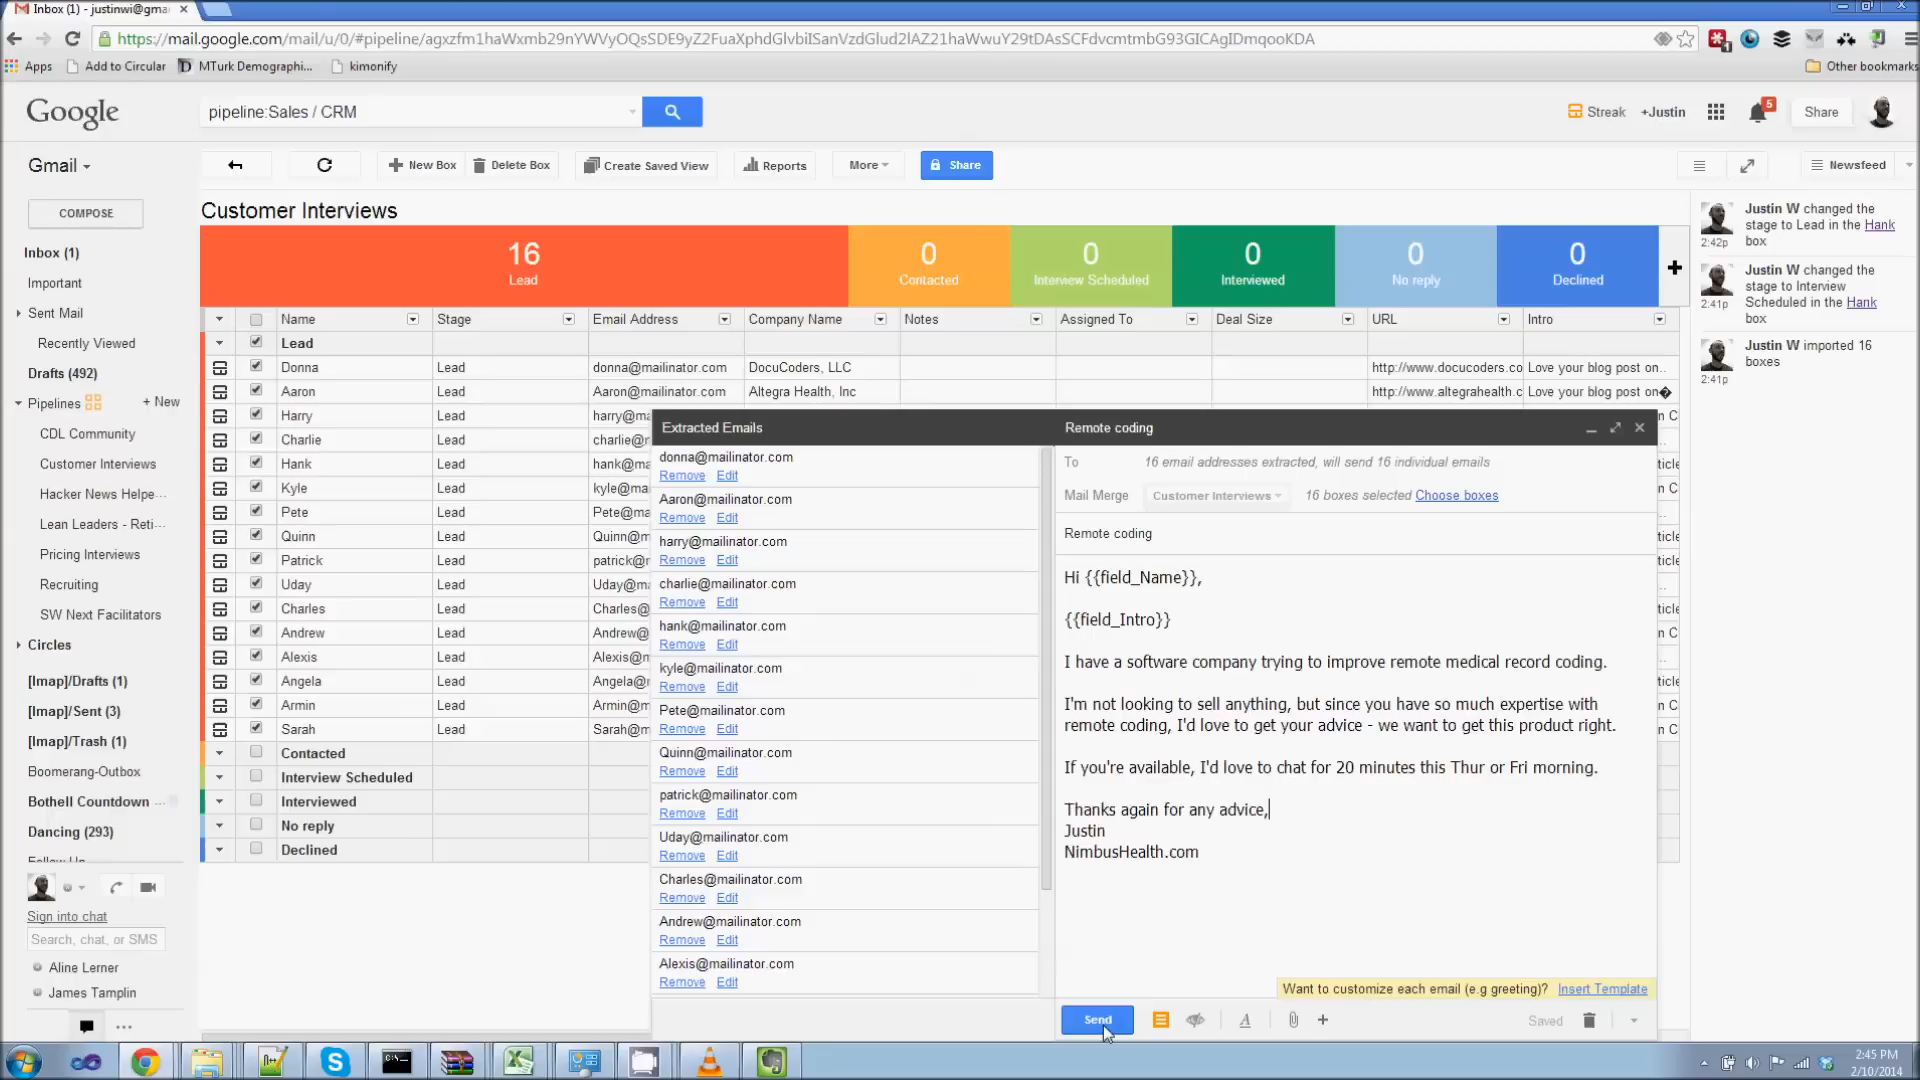 Inbox (1) - justinwi@gma
https://mail.google.com/mail/u/0/#pipeline/agxzfm1haWxmb29nYWVyOQsSDE9yZ2FuaXphdGlvbiISanVzdGlud2lAZ21haWwuY29tDAsSCFdvcmtmbG93GICAgIDmqooKDA
Apps
Add to Circular
MTurk Demographi...
kimonify
Other bookmarks
Google
pipeline:Sales / CRM
Streak
+Justin
5
Share
Gmail
New Box
Delete Box
Create Saved View
Reports
More
Share
Newsfeed
COMPOSE
Inbox (1)
Important
Sent Mail
Recently Viewed
Drafts (492)
Pipelines
+ New
CDL Community
Customer Interviews
Hacker News Helpe...
Lean Leaders - Reti...
Pricing Interviews
Recruiting
SW Next Facilitators
Circles
[Imap]/Drafts (1)
[Imap]/Sent (3)
[Imap]/Trash (1)
Boomerang-Outbox
Bothell Countdown ...
Dancing (293)
Follow Up
Sign into chat
Search, chat, or SMS
Aline Lerner
James Tamplin
Customer Interviews
16 Lead
0 Contacted
0 Interview Scheduled
0 Interviewed
0 No reply
0 Declined
Name Stage Email Address Company Name Notes Assigned To Deal Size URL Intro
Lead
Donna Lead donna@mailinator.com DocuCoders, LLC http://www.docucoders.co Love your blog post on..
Aaron Lead Aaron@mailinator.com Altegra Health, Inc http://www.altegrahealth.c Love your blog post on�
Harry Lead harry@m
Charlie Lead charlie@
Hank Lead hank@ma
Kyle Lead kyle@ma
Pete Lead Pete@ma
Quinn Lead Quinn@m
Patrick Lead patrick@
Uday Lead Uday@m
Charles Lead Charles@
Andrew Lead Andrew@
Alexis Lead Alexis@
Angela Lead Angela@
Armin Lead Armin@m
Sarah Lead Sarah@m
Contacted
Interview Scheduled
Interviewed
No reply
Declined
Extracted Emails
donna@mailinator.com
Remove Edit
Aaron@mailinator.com
Remove Edit
harry@mailinator.com
Remove Edit
charlie@mailinator.com
Remove Edit
hank@mailinator.com
Remove Edit
kyle@mailinator.com
Remove Edit
Pete@mailinator.com
Remove Edit
Quinn@mailinator.com
Remove Edit
patrick@mailinator.com
Remove Edit
Uday@mailinator.com
Remove Edit
Charles@mailinator.com
Remove Edit
Andrew@mailinator.com
Remove Edit
Alexis@mailinator.com
Remove Edit
Remote coding
To 16 email addresses extracted, will send 16 individual emails
Mail Merge Customer Interviews 16 boxes selected Choose boxes
Remote coding
Hi {{field_Name}},
{{field_Intro}}
I have a software company trying to improve remote medical record coding.
I'm not looking to sell anything, but since you have so much expertise with
remote coding, I'd love to get your advice - we want to get this product right.
If you're available, I'd love to chat for 20 minutes this Thur or Fri morning.
Thanks again for any advice,
Justin
NimbusHealth.com
Want to customize each email (e.g greeting)? Insert Template
Send
Saved
Justin W changed the
stage to Lead in the Hank
box
2:42p
Justin W changed the
stage to Interview
Scheduled in the Hank
box
2:41p
Justin W imported 16
boxes
2:41p
2:45 PM
2/10/2014